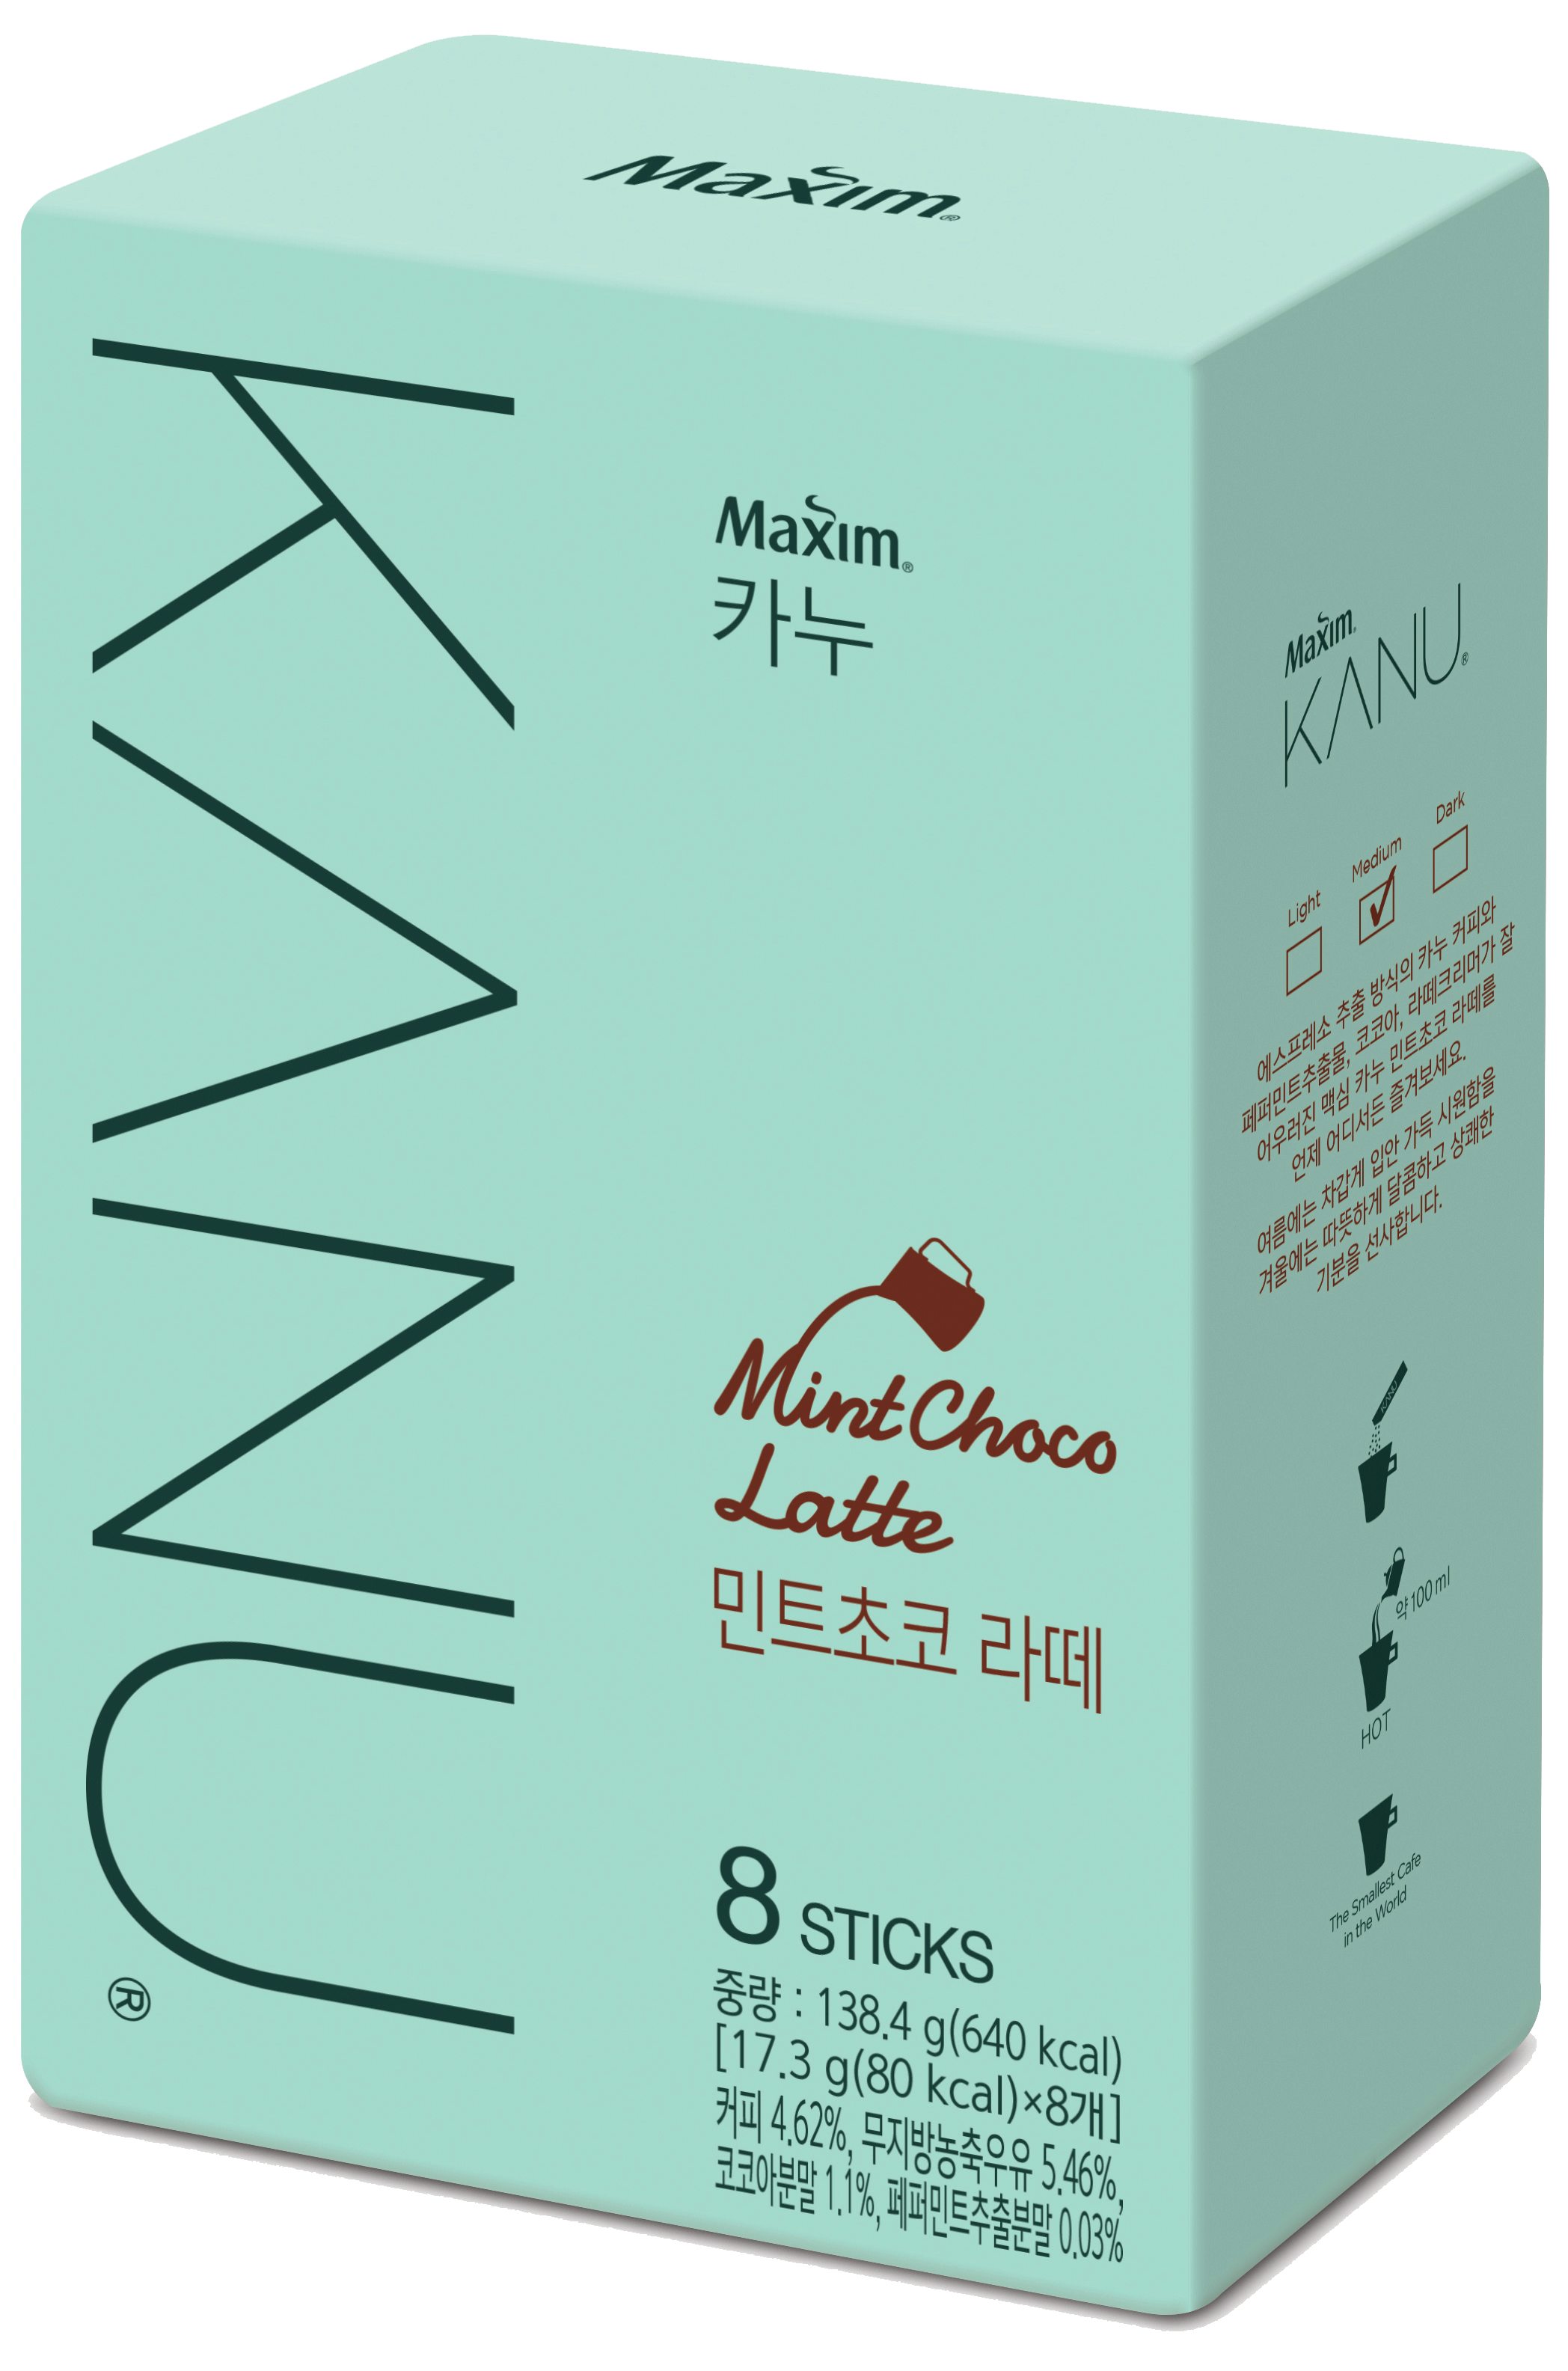 Maxim®
KANU®
Maxim®
카누
Mint Choco
Latte
민트초코 라떼
8 STICKS
중량 : 138.4 g(640 kcal)
[17.3 g(80 kcal)×8개]
커피 4.62%, 무지방농축우유 5.46%,
코코아분말 1.1%, 페퍼민트추출분말 0.03%
Maxim®
KANU®
Light Medium Dark
에스프레소 추출 방식의 카누 커피와
페퍼민트추출물, 코코아, 라떼크리머가 잘
어우러진 맥심 카누 민트초코 라떼를
언제 어디서든 즐겨보세요.
여름에는 차갑게 입안 가득 시원함을
겨울에는 따뜻하게 달콤하고 상쾌한
기분을 선사합니다.
KANU
약 100 ml
HOT
The Smallest Cafe
in the World